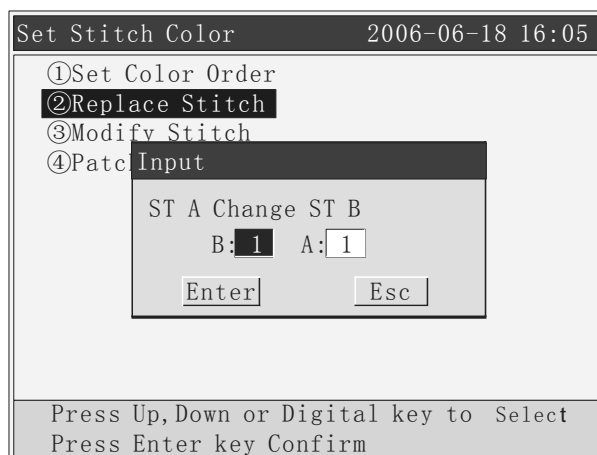 Set Stitch Color 2006-06-18 16:05
①Set Color Order
②Replace Stitch
③Modify Stitch
④Patc
Input
ST A Change ST B
B: 1 A: 1
Enter Esc
Press Up,Down or Digital key to Select
Press Enter key Confirm